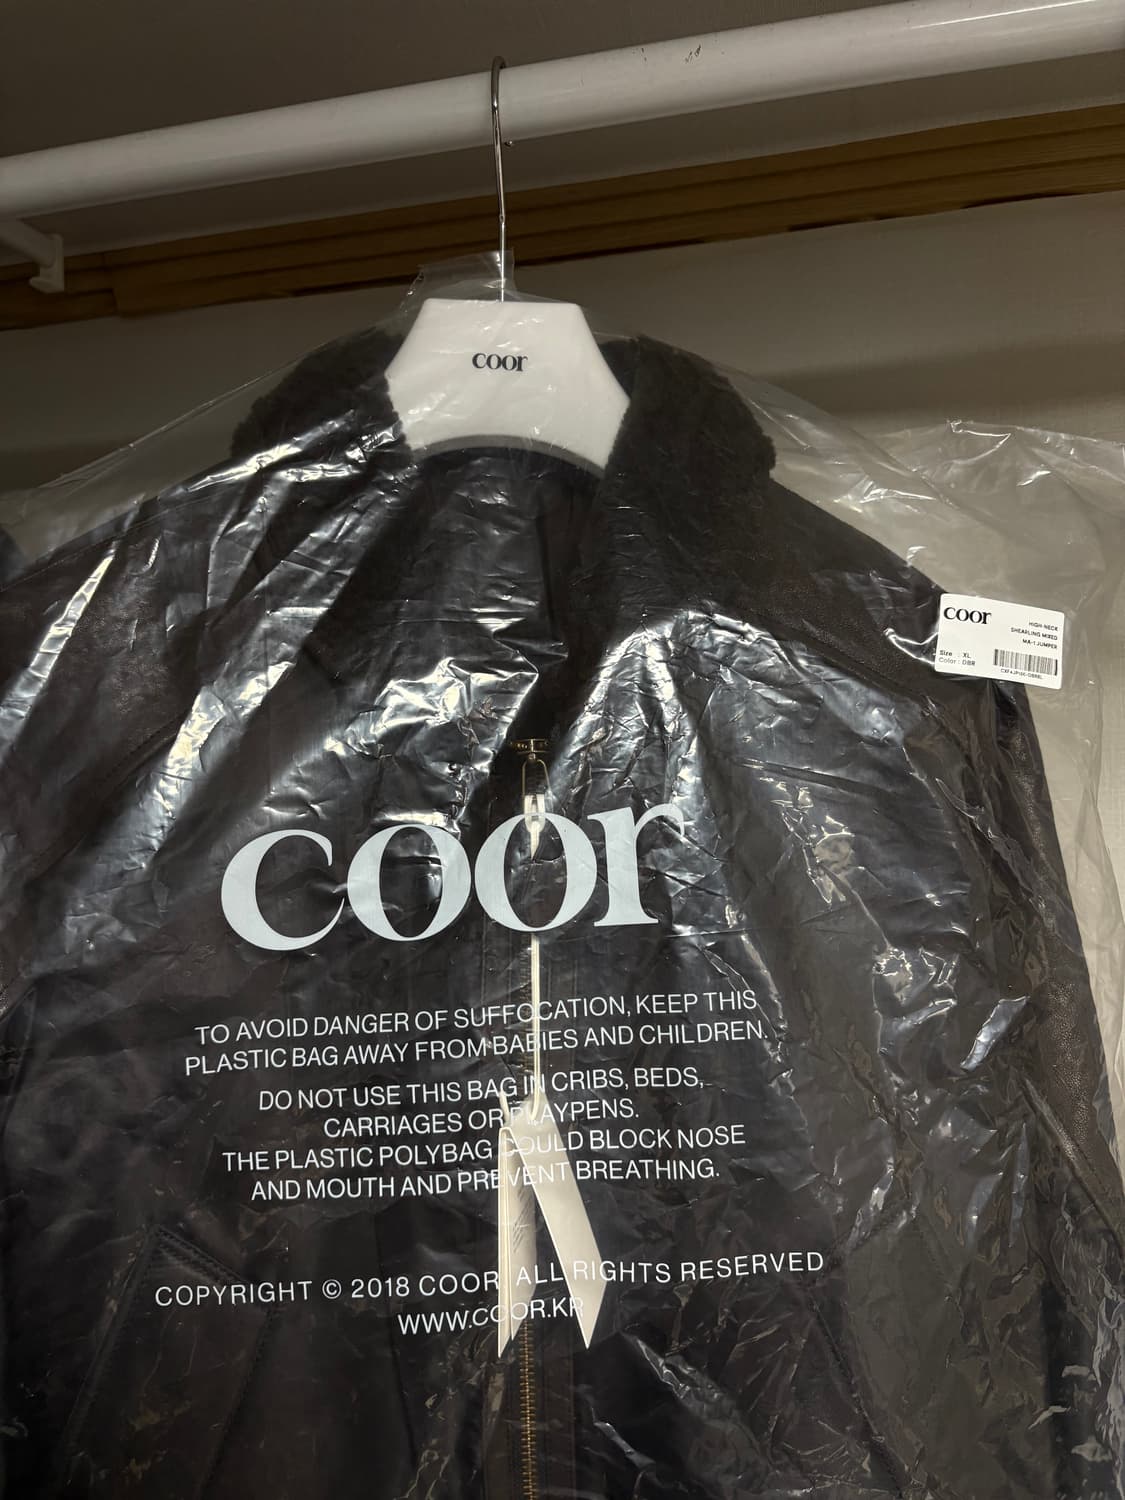 coor
coor
HIGH-NECK
SHEARLING MIXED
MA-1 JUMPER
Size : XL
Color : DBR
coor
TO AVOID DANGER OF SUFFOCATION, KEEP THIS
PLASTIC BAG AWAY FROM BABIES AND CHILDREN.
DO NOT USE THIS BAG IN CRIBS, BEDS,
CARRIAGES OR PLAYPENS.
THE PLASTIC POLYBAG COULD BLOCK NOSE
AND MOUTH AND PREVENT BREATHING.
COPYRIGHT © 2018 COOR, ALL RIGHTS RESERVED
WWW.COOR.KR